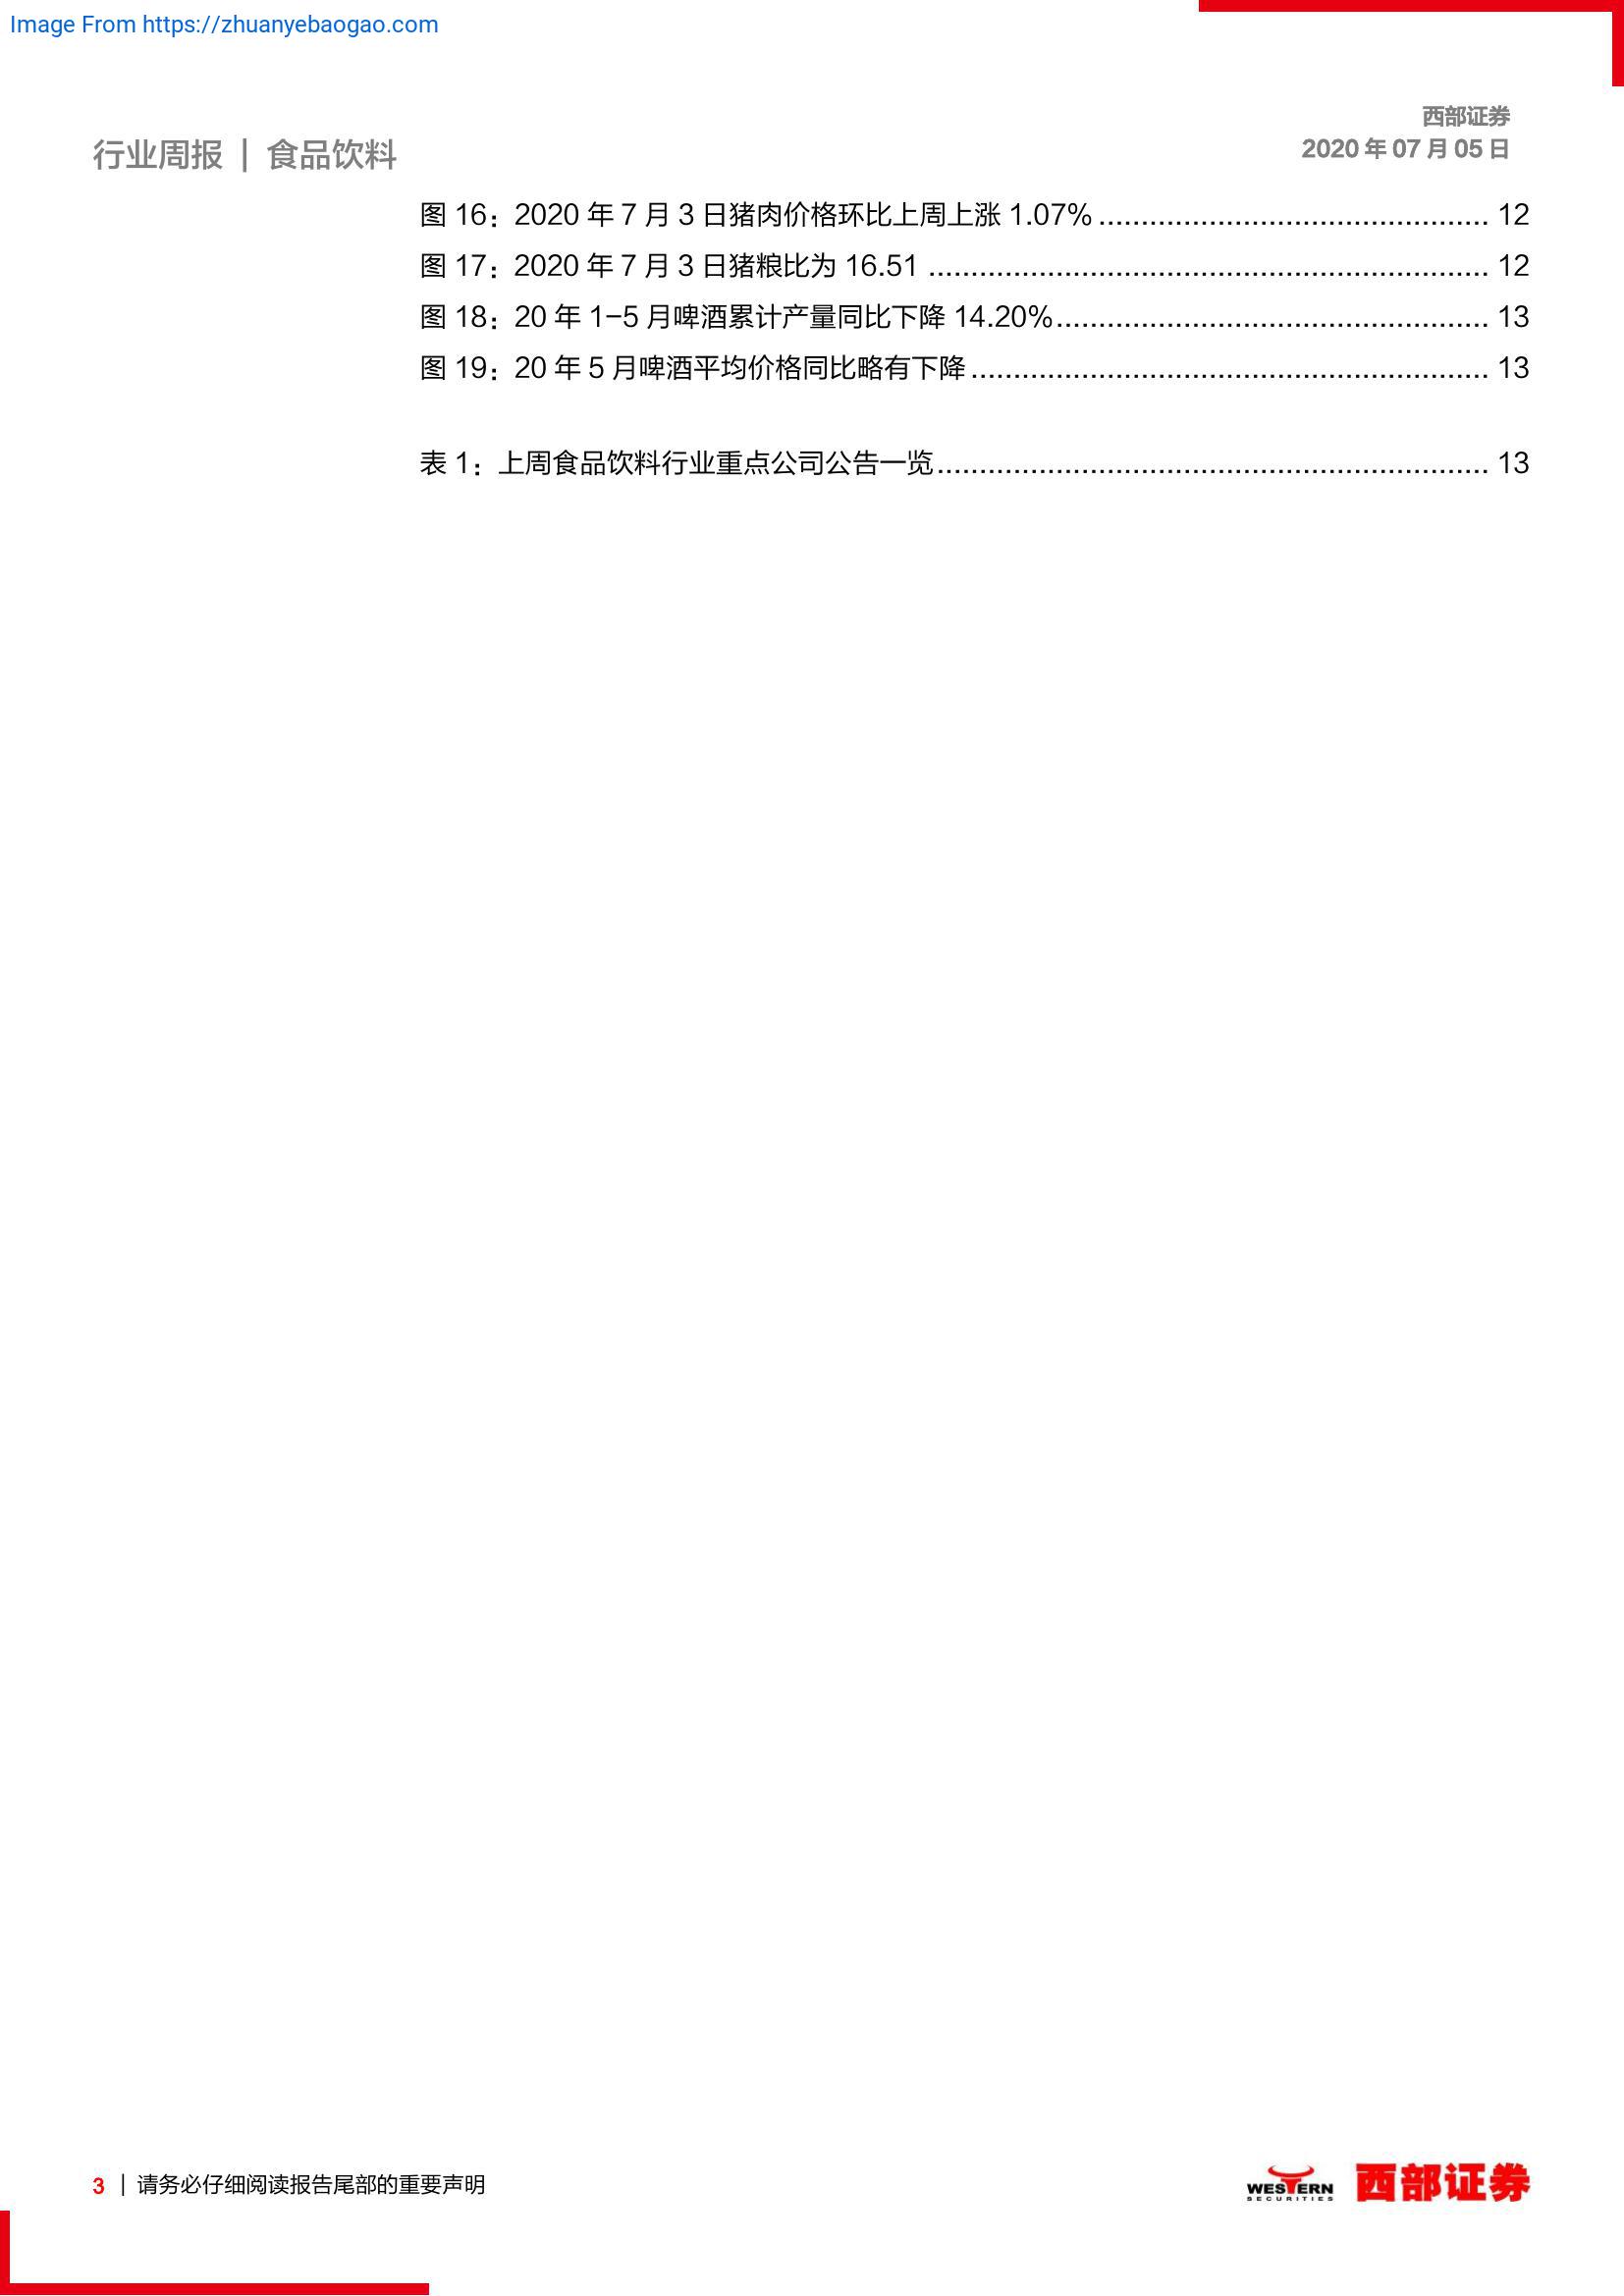 Image From https://zhuanyebaogao.com
西部证券
行业周报 | 食品饮料
2020 年 07 月 05 日
图 16：2020 年 7 月 3 日猪肉价格环比上周上涨 1.07% .............................................. 12
图 17：2020 年 7 月 3 日猪粮比为 16.51 .................................................................. 12
图 18：20 年 1-5 月啤酒累计产量同比下降 14.20%................................................... 13
图 19：20 年 5 月啤酒平均价格同比略有下降............................................................. 13
表 1：上周食品饮料行业重点公司公告一览................................................................. 13
3 | 请务必仔细阅读报告尾部的重要声明
WESTERN
SECURITIES
西部证券